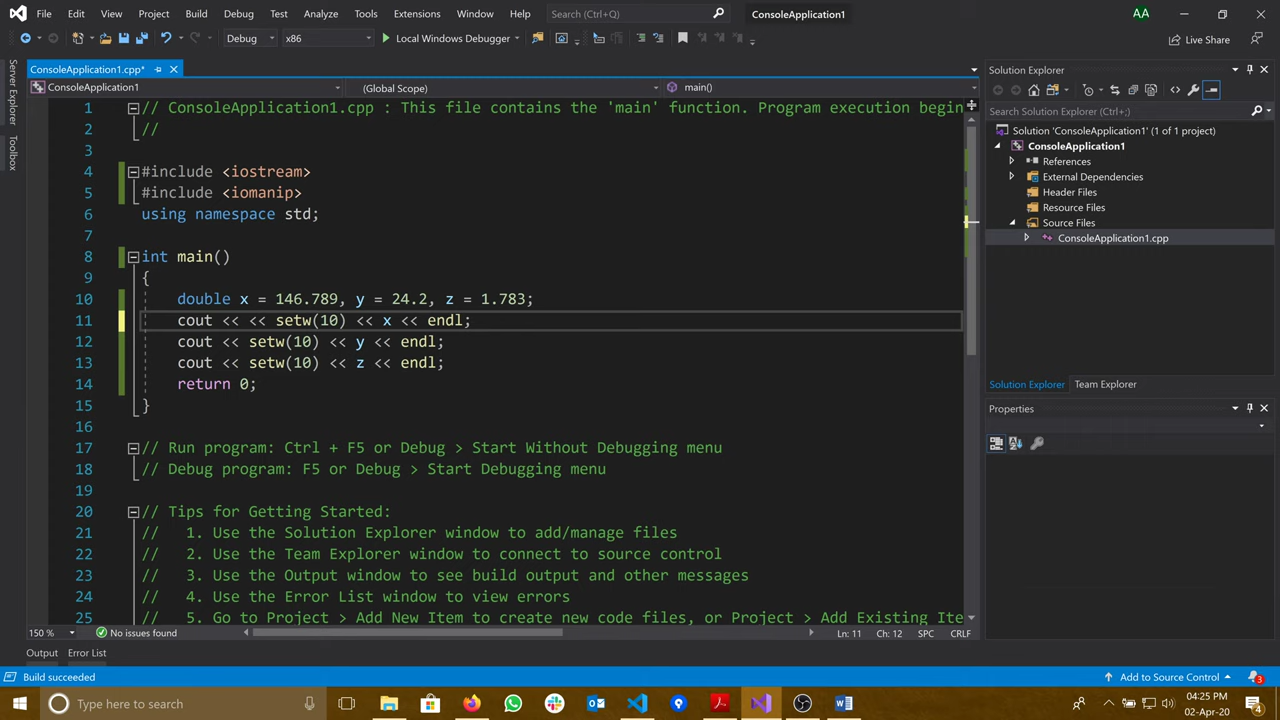 File Edit View Project Build Debug Test Analyze Tools Extensions Window Help Search (Ctrl+Q) ConsoleApplication1 AA
Debug x86 Local Windows Debugger Live Share
Server Explorer
Toolbox
ConsoleApplication1.cpp*
ConsoleApplication1 (Global Scope) main()
1 // ConsoleApplication1.cpp : This file contains the 'main' function. Program execution begin
2 //
3
4 #include <iostream>
5 #include <iomanip>
6 using namespace std;
7
8 int main()
9 {
10 double x = 146.789, y = 24.2, z = 1.783;
11 cout << << setw(10) << x << endl;
12 cout << setw(10) << y << endl;
13 cout << setw(10) << z << endl;
14 return 0;
15 }
16
17 // Run program: Ctrl + F5 or Debug > Start Without Debugging menu
18 // Debug program: F5 or Debug > Start Debugging menu
19
20 // Tips for Getting Started:
21 // 1. Use the Solution Explorer window to add/manage files
22 // 2. Use the Team Explorer window to connect to source control
23 // 3. Use the Output window to see build output and other messages
24 // 4. Use the Error List window to view errors
25 // 5. Go to Project > Add New Item to create new code files, or Project > Add Existing Ite
150 % No issues found Ln: 11 Ch: 12 SPC CRLF
Output Error List
Solution Explorer
Search Solution Explorer (Ctrl+;)
Solution 'ConsoleApplication1' (1 of 1 project)
ConsoleApplication1
References
External Dependencies
Header Files
Resource Files
Source Files
ConsoleApplication1.cpp
Solution Explorer Team Explorer
Properties
Build succeeded Add to Source Control 3
Type here to search 04:25 PM
02-Apr-20 4